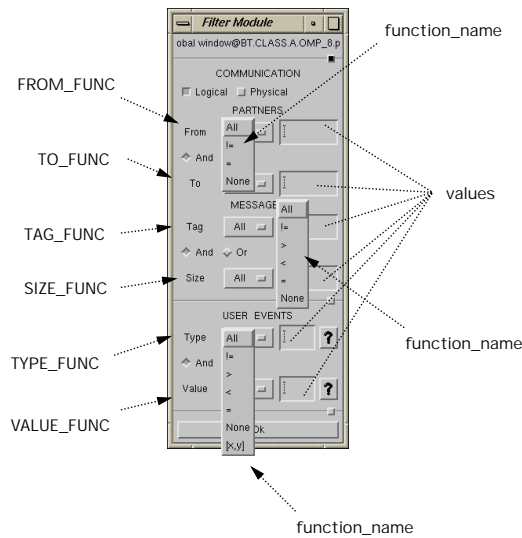 Filter Module
obal window@BT.CLASS.A.OMP_8.p
function_name
COMMUNICATION
Logical Physical
PARTNERS
FROM_FUNC
From All
!=
And
=
TO_FUNC
To None
values
MESSAGE
All
TAG_FUNC
Tag All !=
>
And Or
<
SIZE_FUNC
Size All =
None
USER EVENTS
function_name
TYPE_FUNC
Type All ?
!=
And
>
Value < ?
VALUE_FUNC
=
None
Ok
[x,y]
function_name